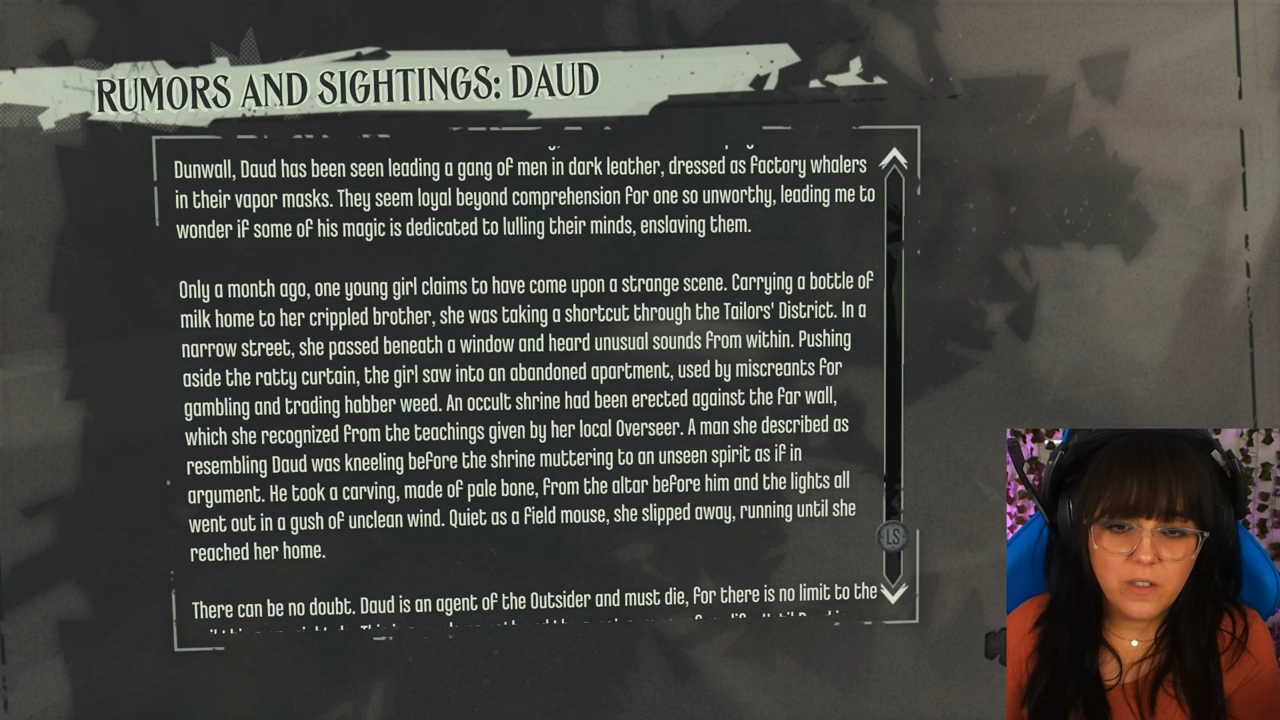 RUMORS AND SIGHTINGS: DAUD
Dunwall, Daud has been seen leading a gang of men in dark leather, dressed as factory whalers
in their vapor masks. They seem loyal beyond comprehension for one so unworthy, leading me to
wonder if some of his magic is dedicated to lulling their minds, enslaving them.
Only a month ago, one young girl claims to have come upon a strange scene. Carrying a bottle of
milk home to her crippled brother, she was taking a shortcut through the Tailors' District. In a
narrow street, she passed beneath a window and heard unusual sounds from within. Pushing
aside the ratty curtain, the girl saw into an abandoned apartment, used by miscreants for
gambling and trading habber weed. An occult shrine had been erected against the far wall,
which she recognized from the teachings given by her local Overseer. A man she described as
resembling Daud was kneeling before the shrine muttering to an unseen spirit as if in
argument. He took a carving, made of pale bone, from the altar before him and the lights all
went out in a gush of unclean wind. Quiet as a field mouse, she slipped away, running until she
reached her home.
LS
There can be no doubt. Daud is an agent of the Outsider and must die, for there is no limit to the